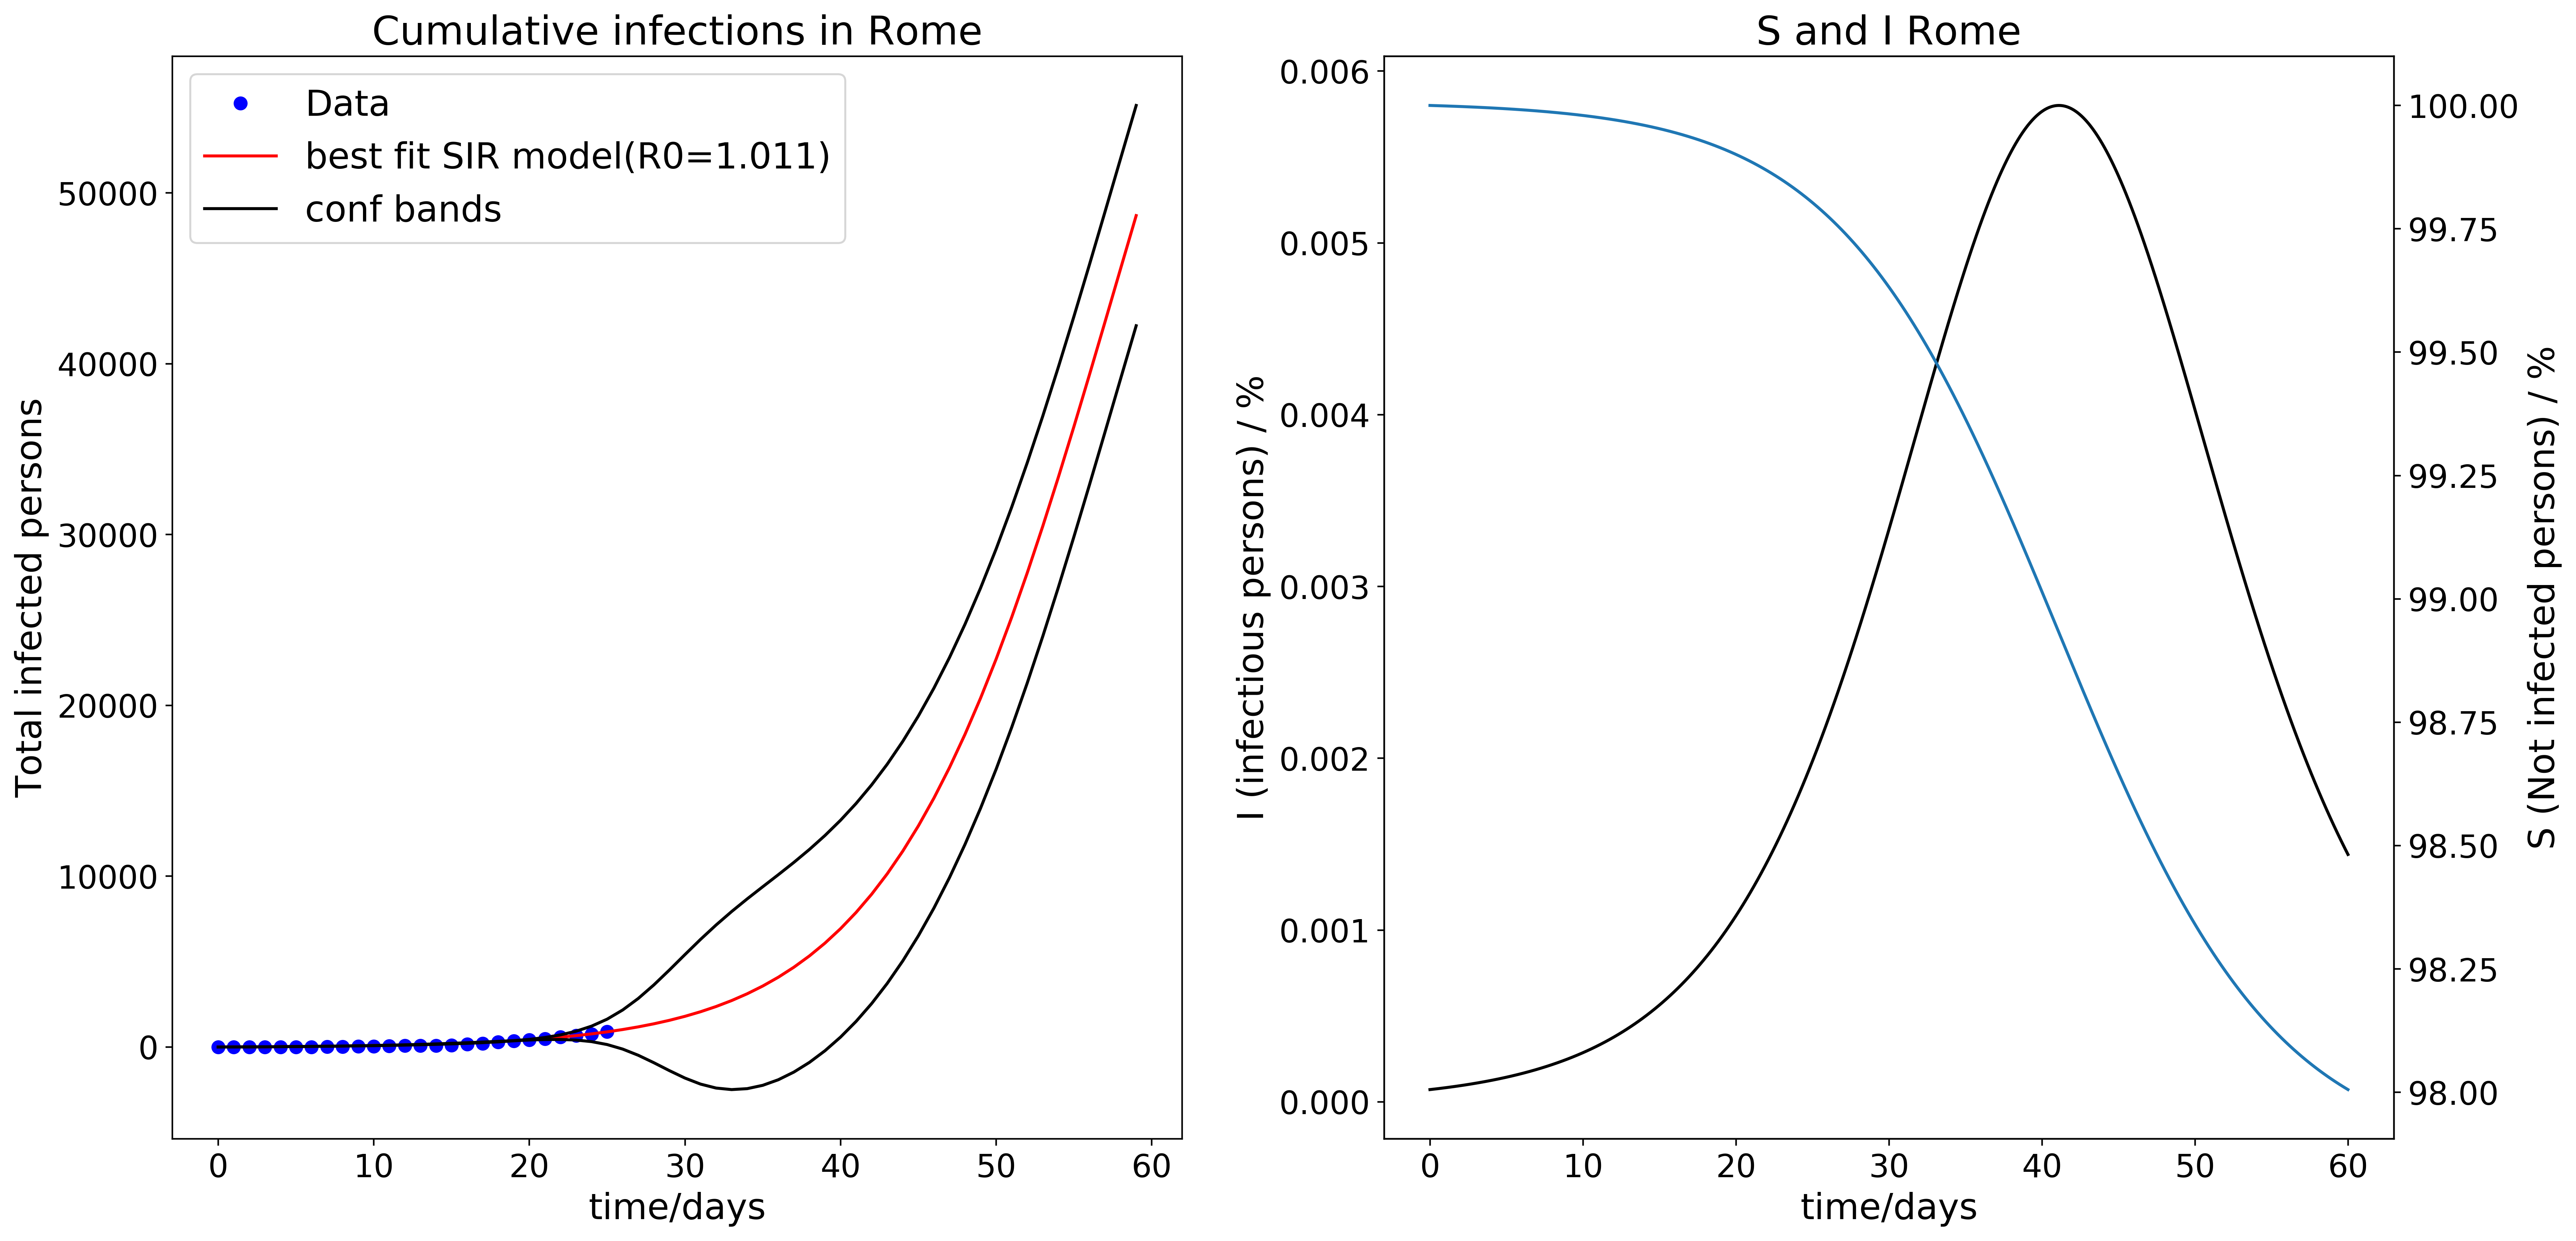 Cumulative infections in Rome
Data
best fit SIR model(R0=1.011)
conf bands
Total infected persons
50000
40000
30000
20000
10000
0
0 10 20 30 40 50 60
time/days
S and I Rome
I (infectious persons) / %
0.006
0.005
0.004
0.003
0.002
0.001
0.000
0 10 20 30 40 50 60
time/days
100.00
99.75
99.50
99.25
99.00
98.75
98.50
98.25
98.00
S (Not infected persons) / %